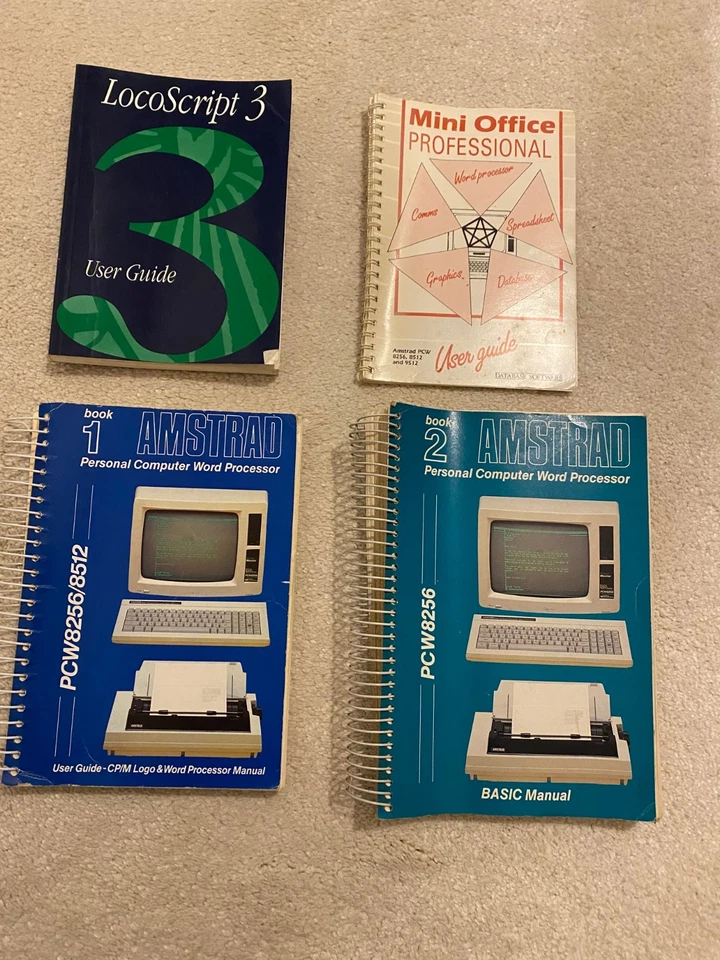 LocoScript 3
User Guide
Mini Office
PROFESSIONAL
Word processor
Comms
Spreadsheet
Graphics
Database
Amstrad PCW
8256, 8512
and 9512
User guide
DATABASE SOFTWARE
book
1
AMSTRAD
Personal Computer Word Processor
PCW8256/8512
User Guide - CP/M Logo & Word Processor Manual
book
2
AMSTRAD
Personal Computer Word Processor
PCW8256
BASIC Manual